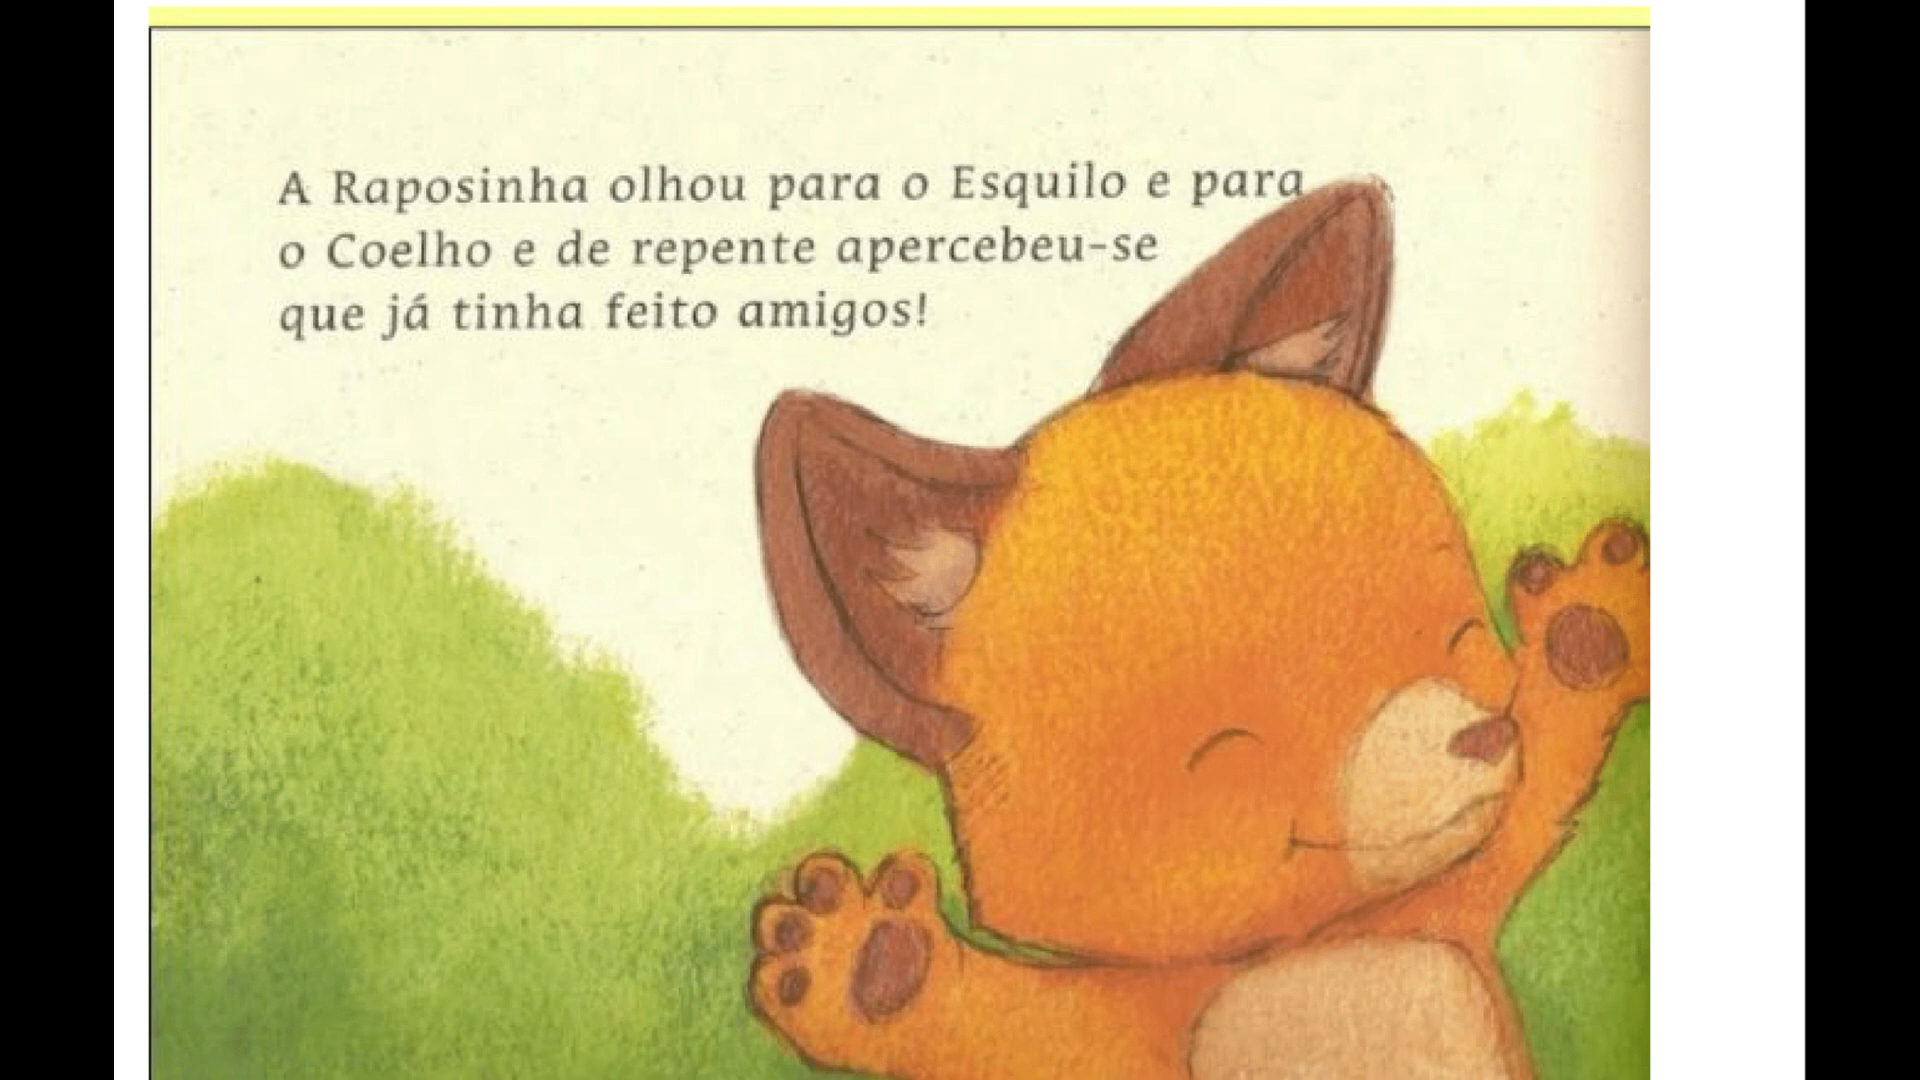 A Raposinha olhou para o Esquilo e para
o Coelho e de repente apercebeu-se
que já tinha feito amigos!